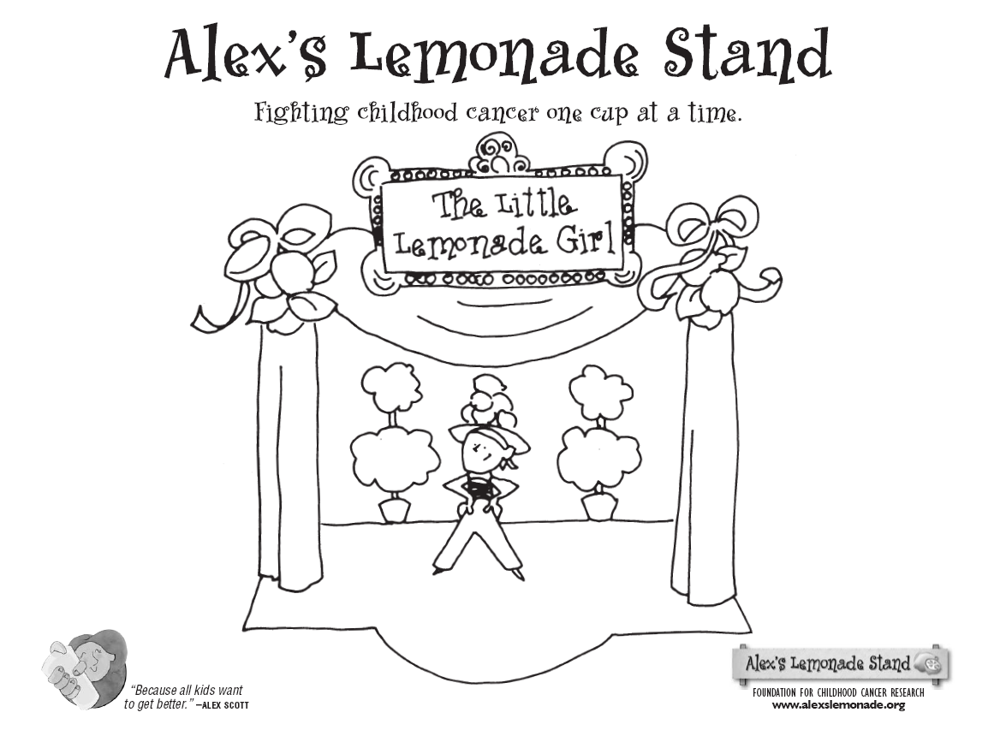 Alex's Lemonade Stand
Fighting childhood cancer one cup at a time.
The Little
Lemonade Girl
“Because all kids want
to get better.” –ALEX SCOTT
Alex's Lemonade Stand
FOUNDATION FOR CHILDHOOD CANCER RESEARCH
www.alexslemonade.org